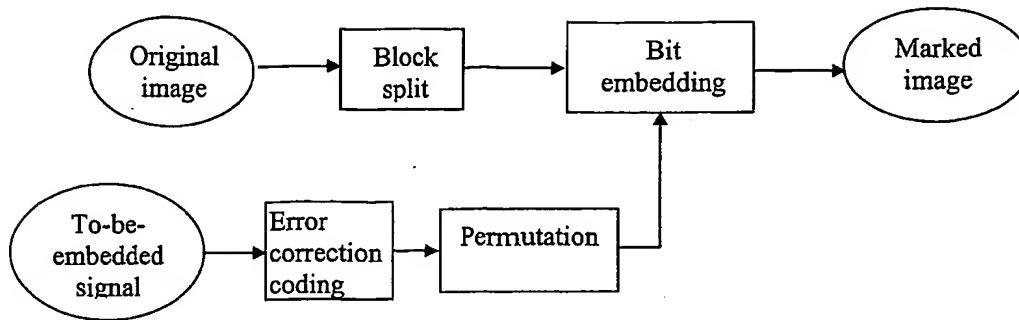 Original
image
Block
split
Bit
embedding
Marked
image
To-be-
embedded
signal
Error
correction
coding
Permutation